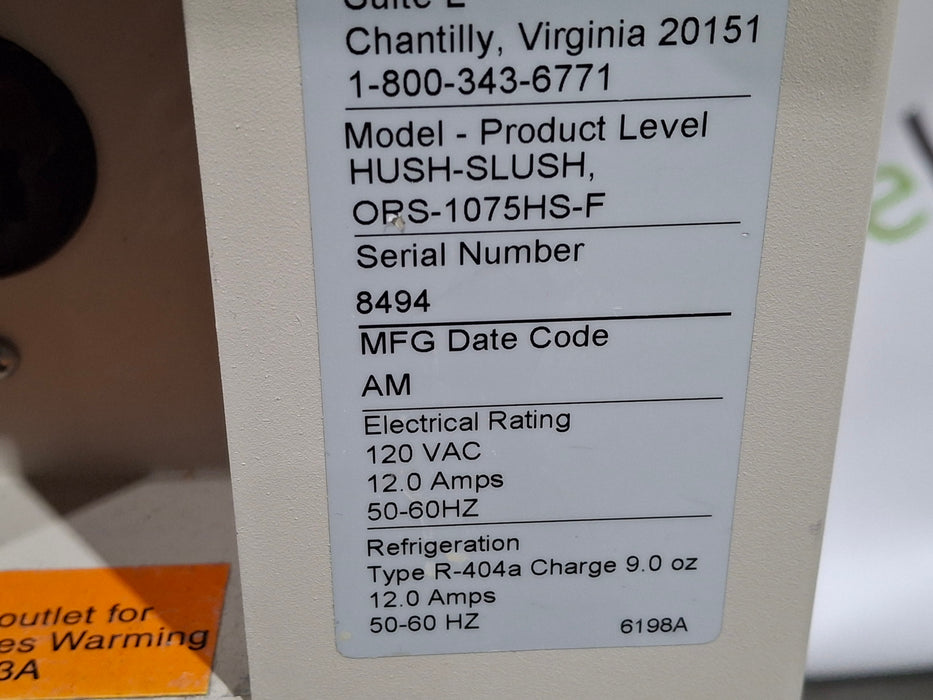 Suite E
Chantilly, Virginia 20151
1-800-343-6771
Model - Product Level
HUSH-SLUSH,
ORS-1075HS-F
Serial Number
8494
MFG Date Code
AM
Electrical Rating
120 VAC
12.0 Amps
50-60HZ
Refrigeration
Type R-404a Charge 9.0 oz
12.0 Amps
50-60 HZ
6198A
outlet for
es Warming
3A